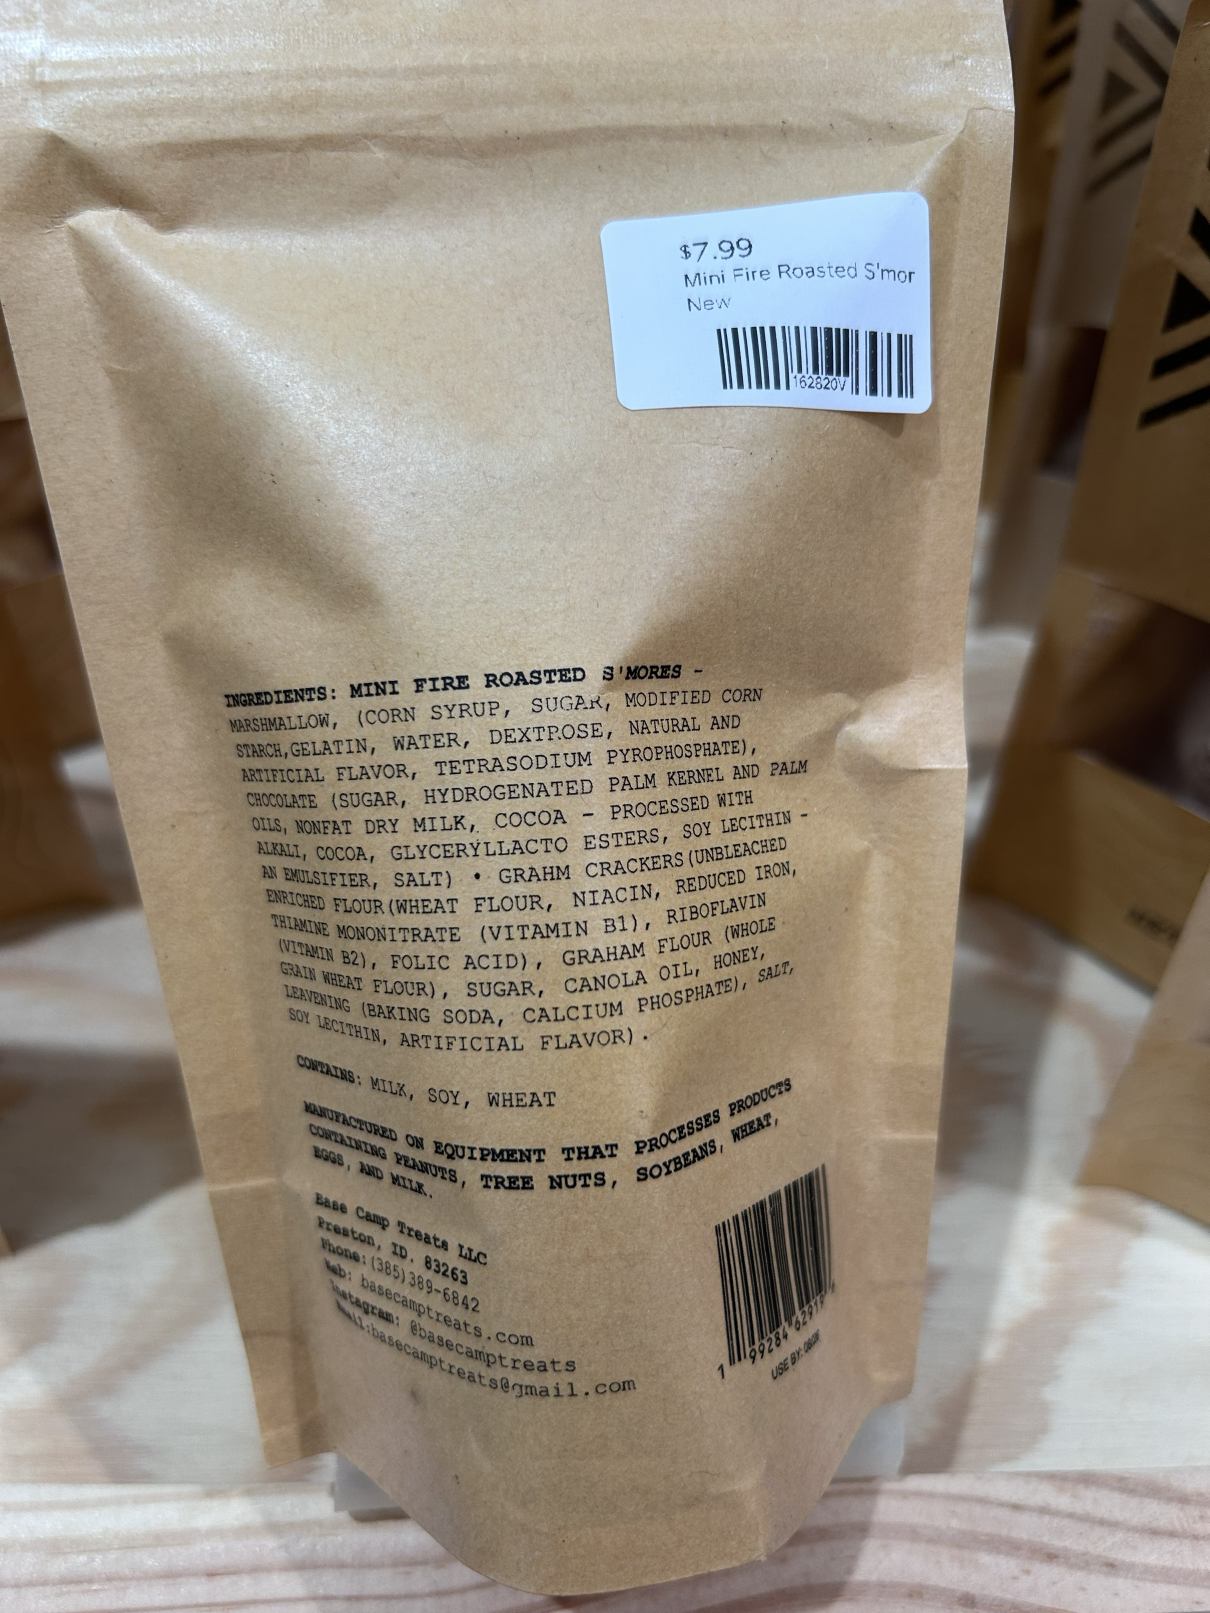 $7.99
Mini Fire Roasted S'mor
New
162820V
INGREDIENTS: MINI FIRE ROASTED S'MORES –
MARSHMALLOW, (CORN SYRUP, SUGAR, MODIFIED CORN
STARCH,GELATIN, WATER, DEXTROSE, NATURAL AND
ARTIFICIAL FLAVOR, TETRASODIUM PYROPHOSPHATE),
CHOCOLATE (SUGAR, HYDROGENATED PALM KERNEL AND PALM
OILS, NONFAT DRY MILK, COCOA – PROCESSED WITH
ALKALI, COCOA, GLYCERYLLACTO ESTERS, SOY LECITHIN –
AN EMULSIFIER, SALT) • GRAHM CRACKERS(UNBLEACHED
ENRICHED FLOUR(WHEAT FLOUR, NIACIN, REDUCED IRON,
THIAMINE MONONITRATE (VITAMIN B1), RIBOFLAVIN
(VITAMIN B2), FOLIC ACID), GRAHAM FLOUR (WHOLE
GRAIN WHEAT FLOUR), SUGAR, CANOLA OIL, HONEY,
LEAVENING (BAKING SODA, CALCIUM PHOSPHATE), SALT,
SOY LECITHIN, ARTIFICIAL FLAVOR).
CONTAINS: MILK, SOY, WHEAT
MANUFACTURED ON EQUIPMENT THAT PROCESSES PRODUCTS
CONTAINING PEANUTS, TREE NUTS, SOYBEANS, WHEAT,
EGGS, AND MILK.
Base Camp Treats LLC
Preston, ID. 83263
Phone:(385)389-6842
Web: basecamptreats.com
Instagram: @basecamptreats
Email:basecamptreats@gmail.com
1 99284 62919
USE BY: